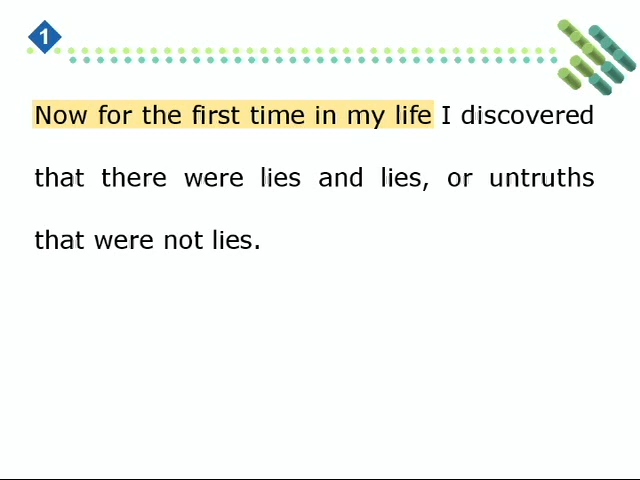 1
Now for the first time in my life I discovered
that there were lies and lies, or untruths
that were not lies.